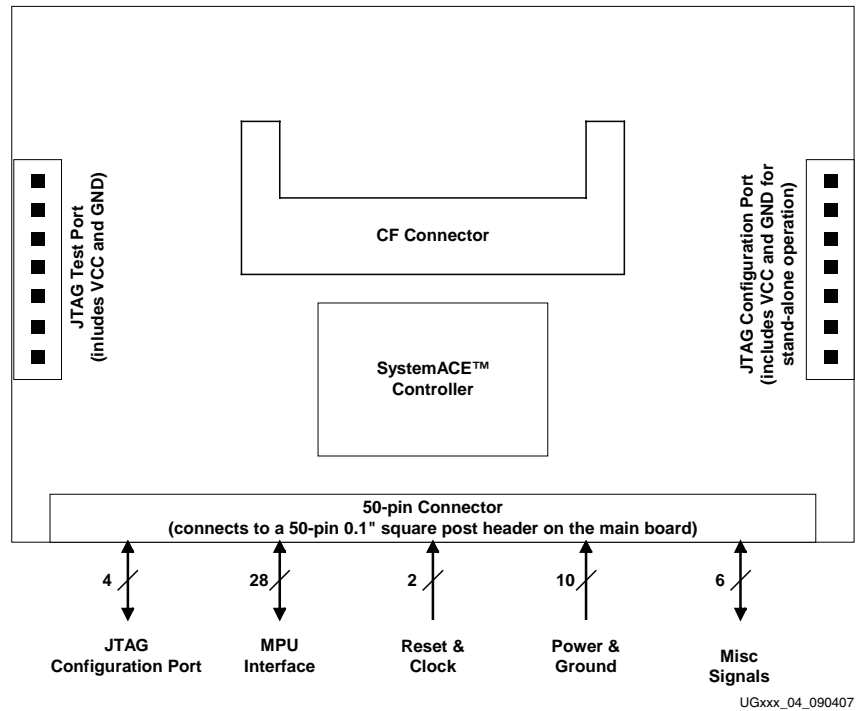 CF Connector
JTAG Test Port
(inludes VCC and GND)
JTAG Configuration Port
(includes VCC and GND for
stand-alone operation)
SystemACE™
Controller
50-pin Connector
(connects to a 50-pin 0.1" square post header on the main board)
4
28
2
10
6
JTAG
Configuration Port
MPU
Interface
Reset &
Clock
Power &
Ground
Misc
Signals
UGxxx_04_090407